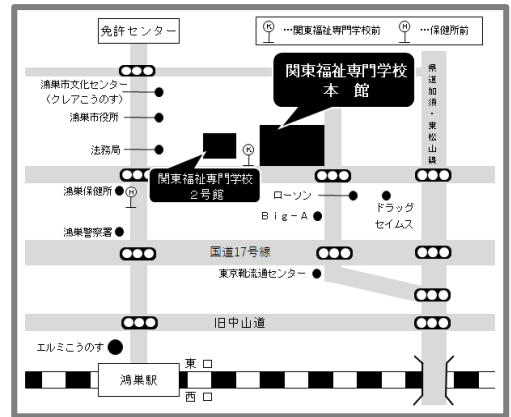 免許センター
Ⓚ …関東福祉専門学校前 Ⓗ …保健所前
関東福祉専門学校
本 館
県道加須・東松山線
鴻巣市文化センター
（クレアこうのす）
鴻巣市役所
法務局
Ⓚ
関東福祉専門学校
２号館
鴻巣保健所
Ⓗ
ローソン
ドラッグ
セイムス
Ｂｉｇ－Ａ
鴻巣警察署
国道17号線
東京靴流通センター
旧中山道
エルミこうのす
鴻巣駅
東 口
西 口